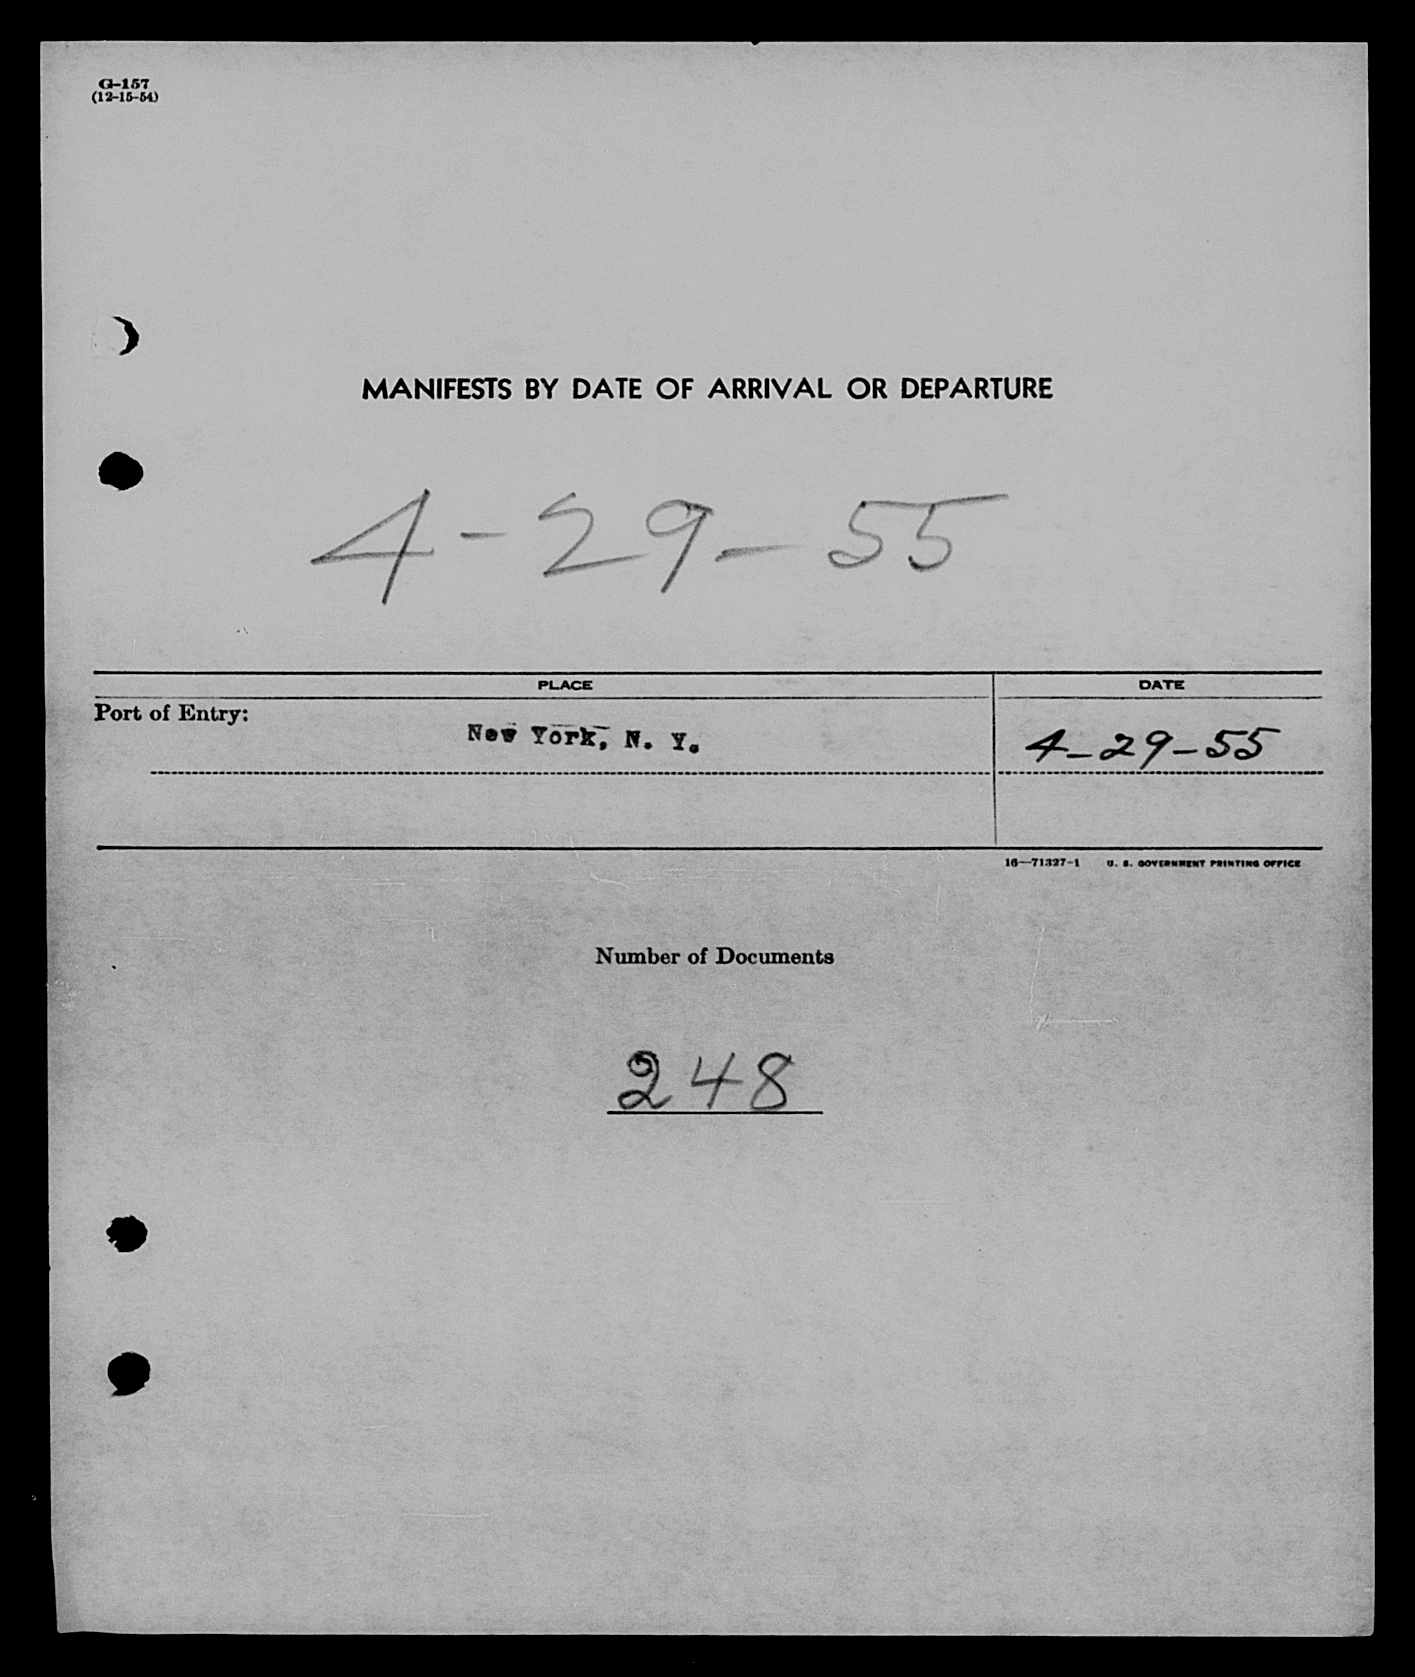 G-157
(12-15-54)
MANIFESTS BY DATE OF ARRIVAL OR DEPARTURE
4-29-55
PLACE
DATE
Port of Entry:
New York, N. Y.
4-29-55
16—71327-1 U. S. GOVERNMENT PRINTING OFFICE
Number of Documents
248